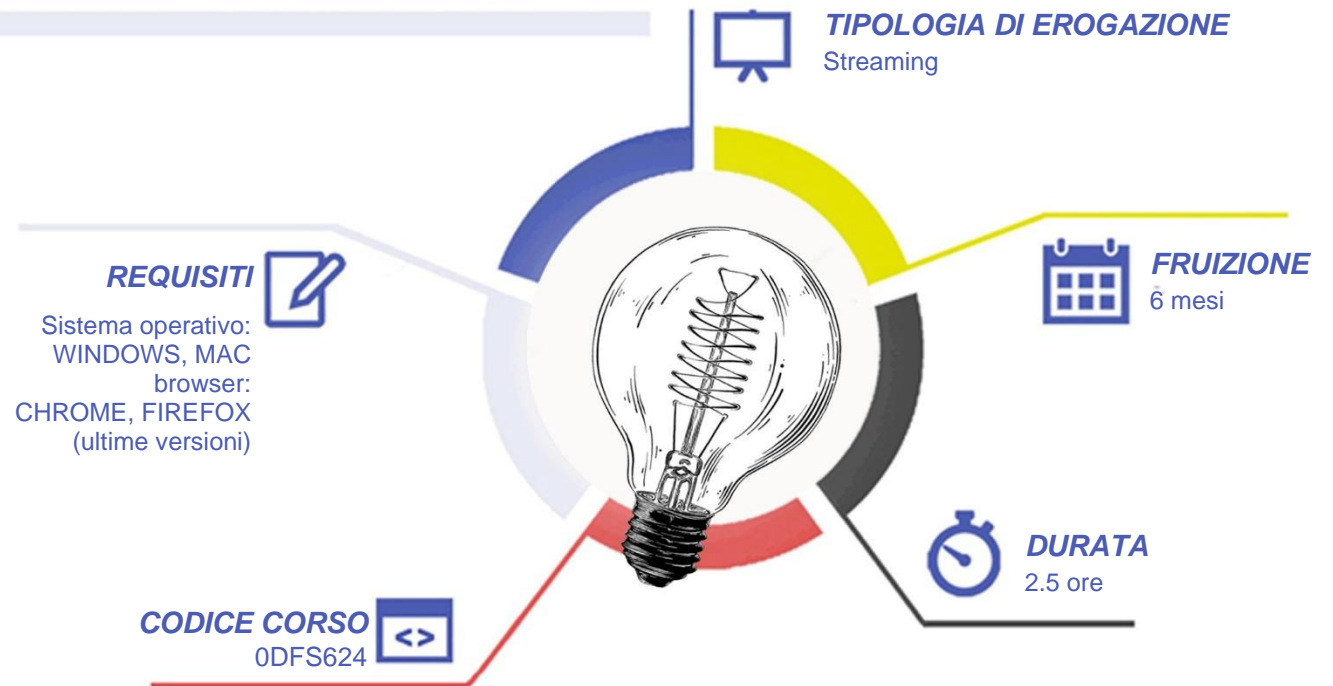 TIPOLOGIA DI EROGAZIONE
Streaming
REQUISITI
Sistema operativo:
WINDOWS, MAC
browser:
CHROME, FIREFOX
(ultime versioni)
FRUIZIONE
6 mesi
DURATA
2.5 ore
CODICE CORSO
<>
0DFS624